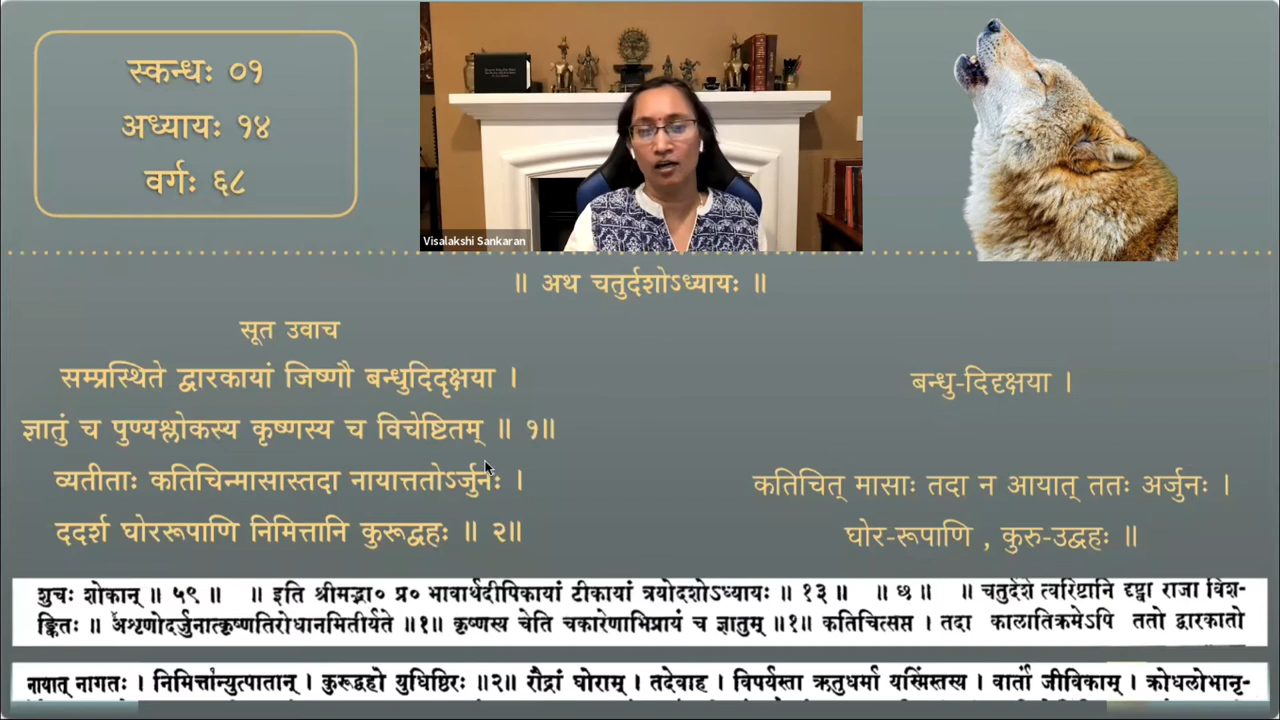 स्कन्धः ०१
अध्यायः १४
वर्गः ६८
Visalakshi Sankaran
॥ अथ चतुर्दशोऽध्यायः ॥
सूत उवाच
सम्प्रस्थिते द्वारकायां जिष्णौ बन्धुदिदृक्षया ।
बन्धु-दिदृक्षया ।
ज्ञातुं च पुण्यश्लोकस्य कृष्णस्य च विचेष्टितम् ॥ १॥
व्यतीताः कतिचिन्मासास्तदा नायात्ततोऽर्जुनः ।
कतिचित् मासाः तदा न आयात् ततः अर्जुनः ।
ददर्श घोररूपाणि निमित्तानि कुरूद्वहः ॥ २॥
घोर-रूपाणि , कुरु-उद्वहः ॥
शुचः शोकान् ॥ ५९ ॥ ॥ इति श्रीमद्भा० प्र० भावार्थदीपिकायां टीकायां त्रयोदशोऽध्यायः ॥ १३ ॥ ॥ छ ॥ ॥ चतुर्दशे त्वरिष्टानि दृष्ट्वा राजा विश-
ङ्कितः ॥ अशृणोदर्जुनात्कृष्णतिरोधानमितीर्यते ॥१॥ कृष्णस्य चेति चकारेणाभिप्रायं च ज्ञातुम् ॥१॥ कतिचित्सप्त । तदा कालातिक्रमेऽपि ततो द्वारकातो
नायात् नागतः । निमित्तान्युत्पातान् । कुरूद्वहो युधिष्ठिरः ॥२॥ रौद्रां घोराम् । तदेवाह । विपर्यस्ता ऋतुधर्मा यस्मिंस्तस्य । वार्तां जीविकाम् । क्रोधलोभानृ-